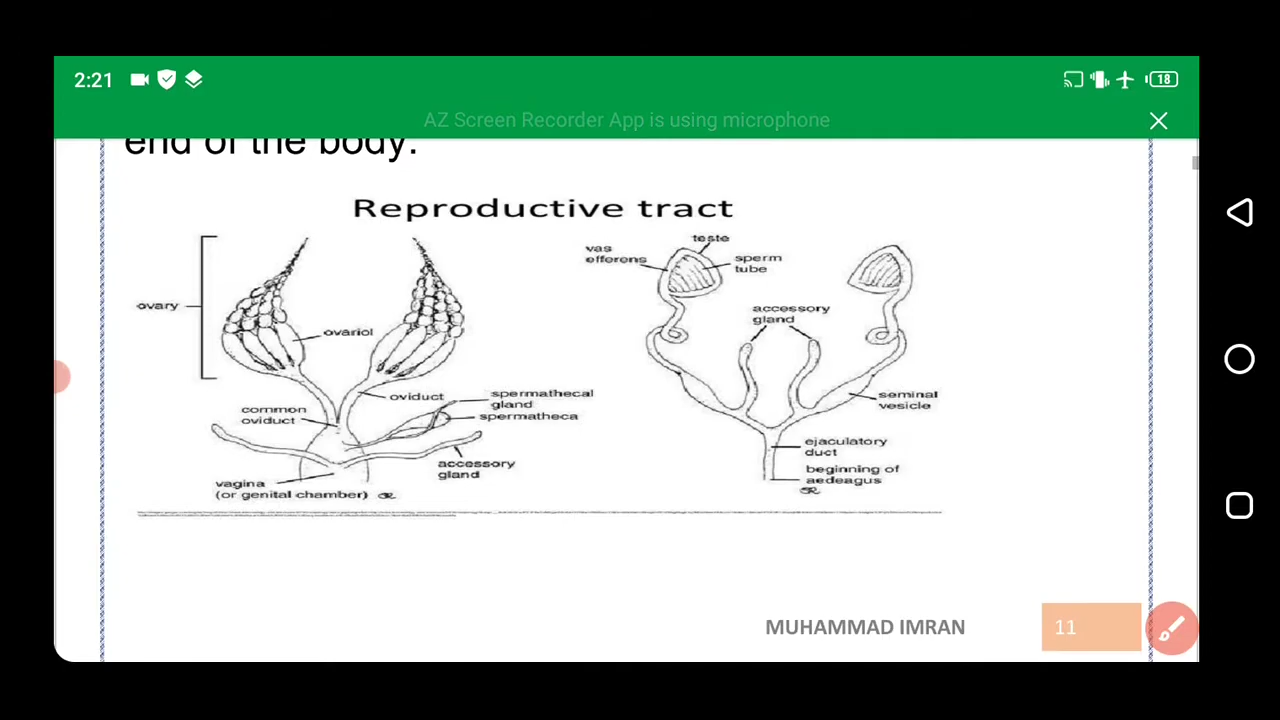 2:21
18
AZ Screen Recorder App is using microphone
end of the body.
Reproductive tract
ovary
ovariol
oviduct
common
oviduct
spermathecal
gland
spermatheca
accessory
gland
vagina
(or genital chamber)
teste
vas
efferens
sperm
tube
accessory
gland
seminal
vesicle
ejaculatory
duct
beginning of
aedeagus
MUHAMMAD IMRAN
11